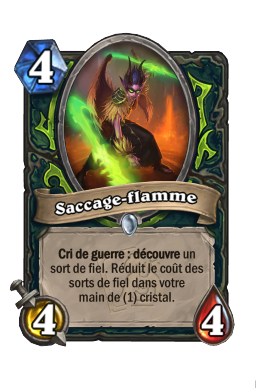 4
Saccage-flamme
Cri de guerre : découvre un
sort de fiel. Réduit le coût des
sorts de fiel dans votre
main de (1) cristal.
4
4